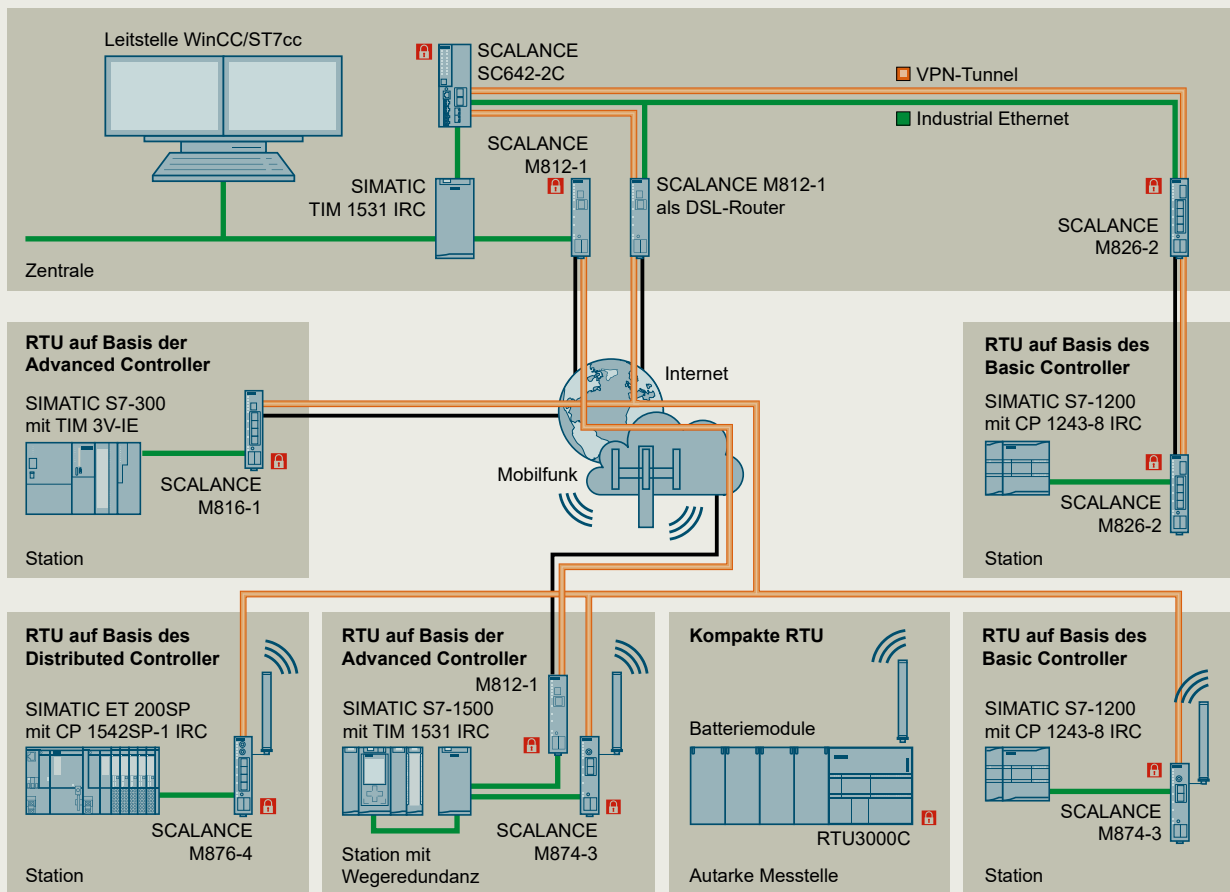 Leitstelle WinCC/ST7cc
SCALANCE
SC642-2C
VPN-Tunnel
Industrial Ethernet
SCALANCE
M812-1
SIMATIC
TIM 1531 IRC
SCALANCE M812-1
als DSL-Router
SCALANCE
M826-2
Zentrale
RTU auf Basis der
Advanced Controller
SIMATIC S7-300
mit TIM 3V-IE
SCALANCE
M816-1
Station
Internet
Mobilfunk
RTU auf Basis des
Basic Controller
SIMATIC S7-1200
mit CP 1243-8 IRC
SCALANCE
M826-2
Station
RTU auf Basis des
Distributed Controller
SIMATIC ET 200SP
mit CP 1542SP-1 IRC
SCALANCE
M876-4
Station
RTU auf Basis der
Advanced Controller
M812-1
SIMATIC S7-1500
mit TIM 1531 IRC
SCALANCE
M874-3
Station mit
Wegeredundanz
Kompakte RTU
Batteriemodule
RTU3000C
Autarke Messtelle
RTU auf Basis des
Basic Controller
SIMATIC S7-1200
mit CP 1243-8 IRC
SCALANCE
M874-3
Station